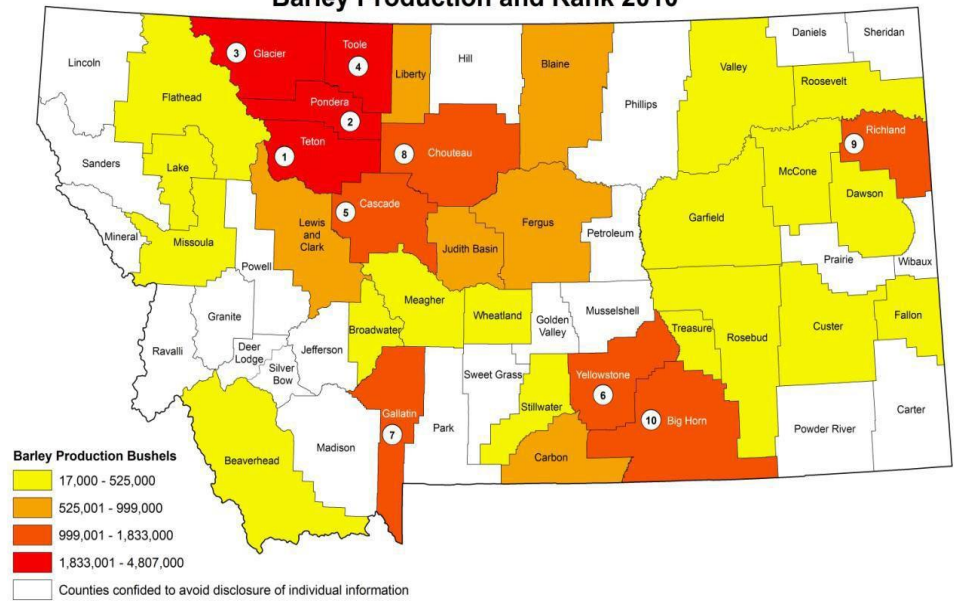 Barley Production and Rank 2016
Daniels
Sheridan
Toole
3
Glacier
4
Hill
Blaine
Lincoln
Liberty
Valley
Roosevelt
Flathead
Phillips
Pondera
2
Richland
Teton
9
1
8
Chouteau
Sanders
Lake
McCone
Dawson
Cascade
5
Garfield
Lewis
and
Clark
Fergus
Mineral
Missoula
Judith Basin
Petroleum
Prairie
Wibaux
Powell
Meagher
Musselshell
Granite
Wheatland
Golden
Valley
Fallon
Broadwater
Treasure
Custer
Rosebud
Ravalli
Deer
Lodge
Jefferson
Silver
Bow
Sweet Grass
Yellowstone
6
Stillwater
Gallatin
7
10
Big Horn
Carter
Park
Powder River
Madison
Beaverhead
Carbon
Barley Production Bushels
17,000 - 525,000
525,001 - 999,000
999,001 - 1,833,000
1,833,001 - 4,807,000
Counties confided to avoid disclosure of individual information